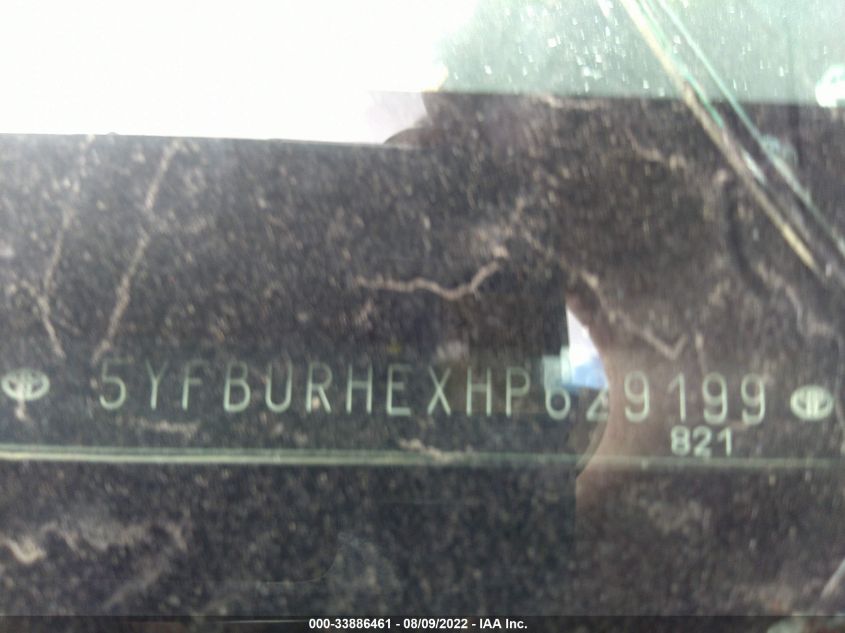 5YFBURHEXHP629199
821
000-33886461 - 08/09/2022 - IAA Inc.